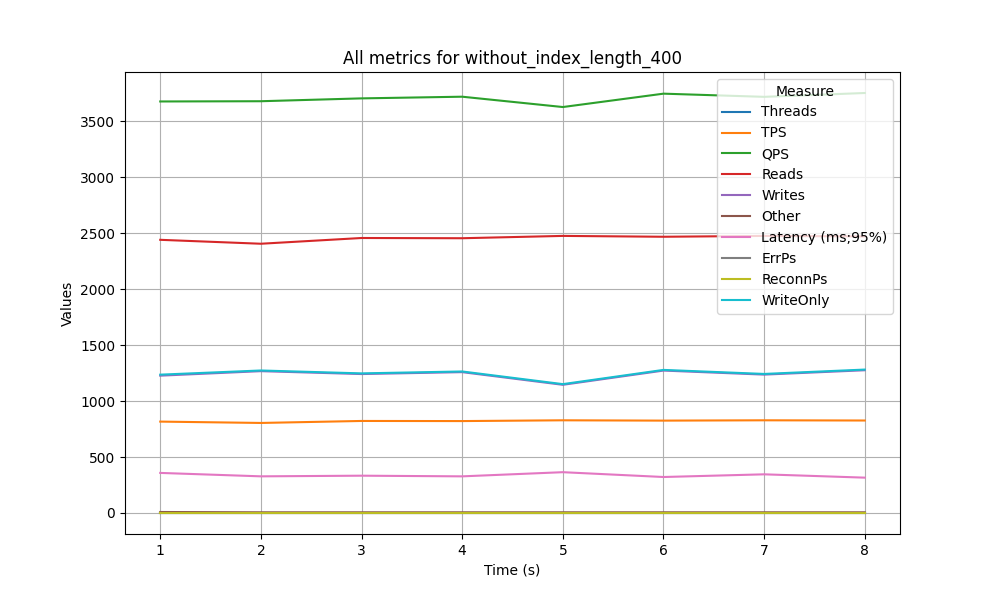 All metrics for without_index_length_400
Values
3500
3000
2500
2000
1500
1000
500
0
Measure
Threads
TPS
QPS
Reads
Writes
Other
Latency (ms;95%)
ErrPs
ReconnPs
WriteOnly
1 2 3 4 5 6 7 8
Time (s)